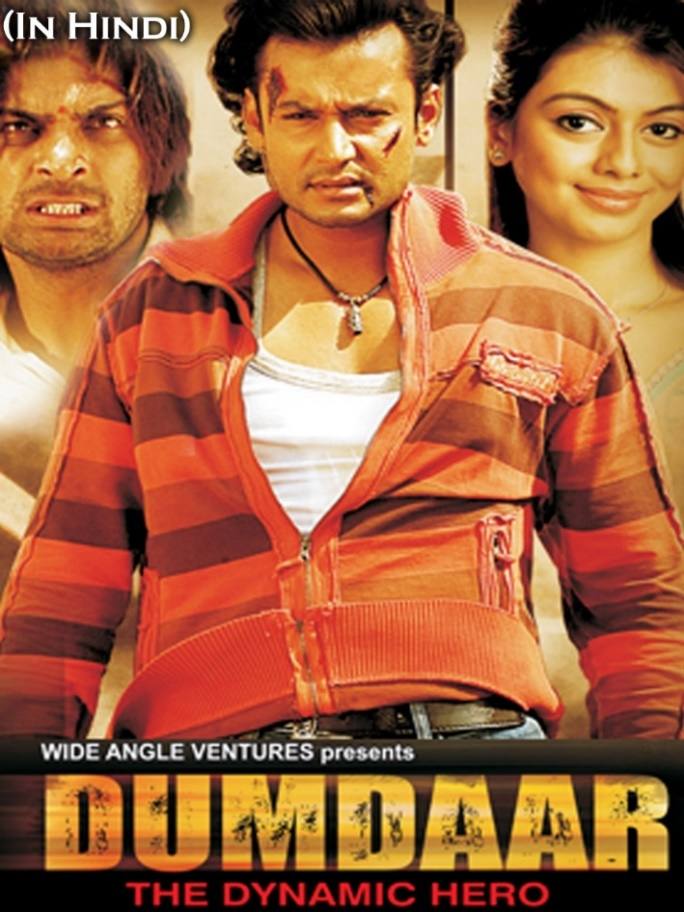 (In Hindi)
WIDE ANGLE VENTURES presents
DUMDAAR
THE DYNAMIC HERO